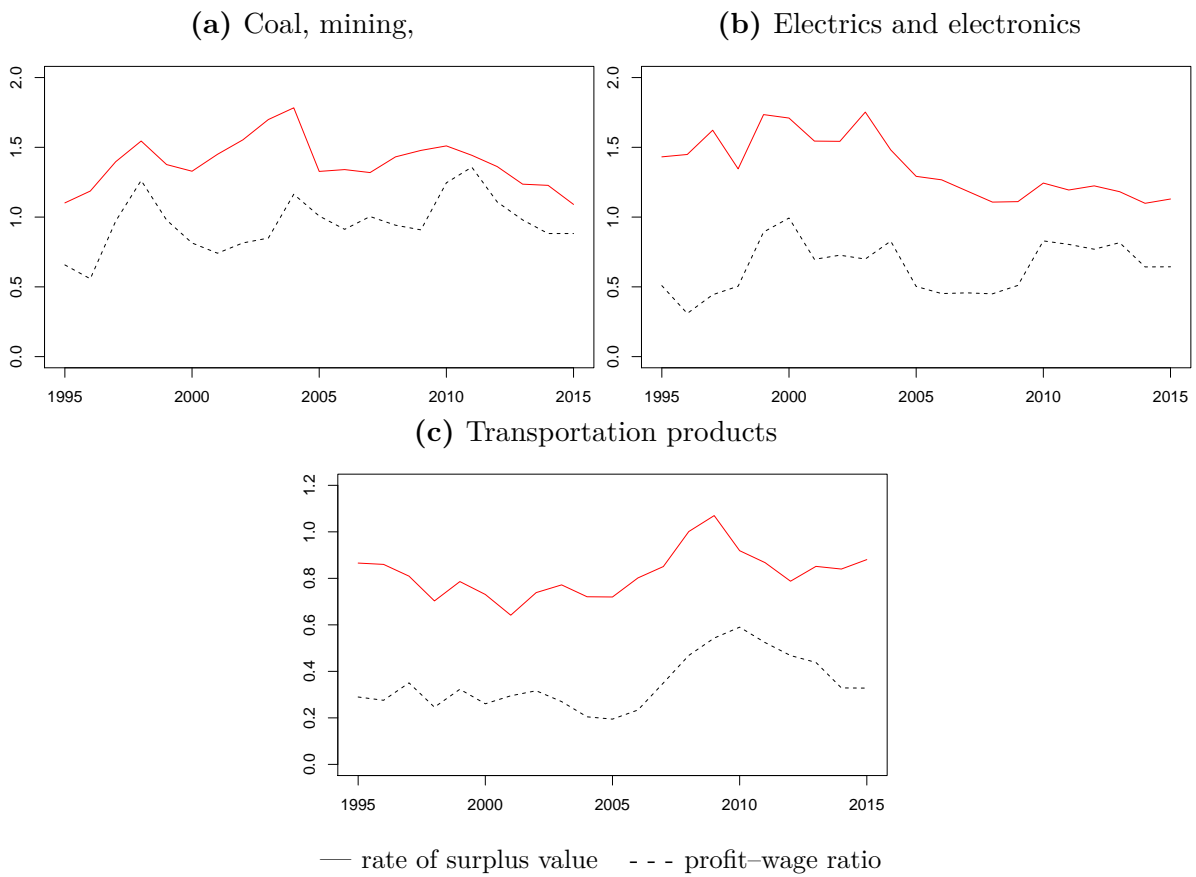 (a) Coal, mining,
(b) Electrics and electronics
2.0
1.5
1.0
0.5
0.0
1995 2000 2005 2010 2015
2.0
1.5
1.0
0.5
0.0
1995 2000 2005 2010 2015
(c) Transportation products
1.2
1.0
0.8
0.6
0.4
0.2
0.0
1995 2000 2005 2010 2015
rate of surplus value profit–wage ratio